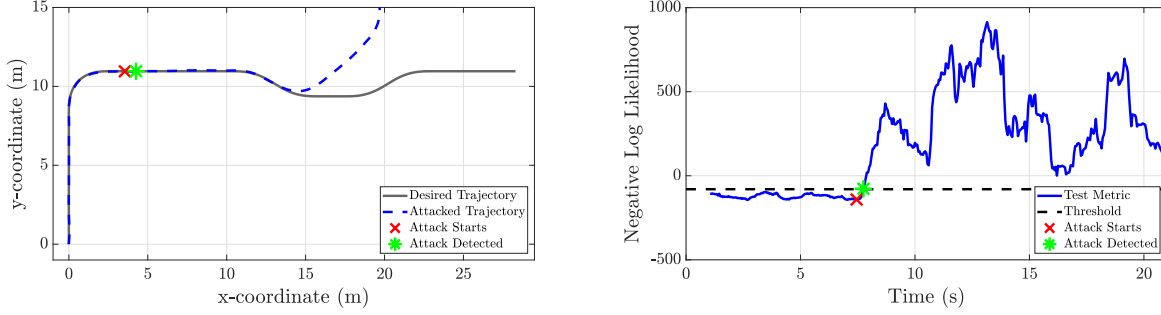 15
10
5
0
y-coordinate (m)
0 5 10 15 20 25
x-coordinate (m)
Desired Trajectory
Attacked Trajectory
Attack Starts
Attack Detected
1000
500
0
-500
Negative Log Likelihood
0 5 10 15 20
Time (s)
Test Metric
Threshold
Attack Starts
Attack Detected